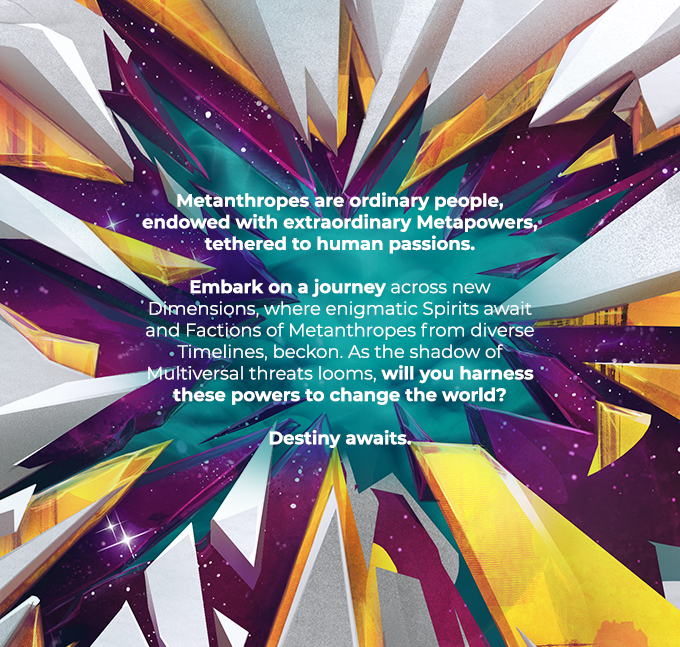 Metanthropes are ordinary people,
endowed with extraordinary Metapowers,
tethered to human passions.
Embark on a journey across new
Dimensions, where enigmatic Spirits await
and Factions of Metanthropes from diverse
Timelines, beckon. As the shadow of
Multiversal threats looms, will you harness
these powers to change the world?
Destiny awaits.